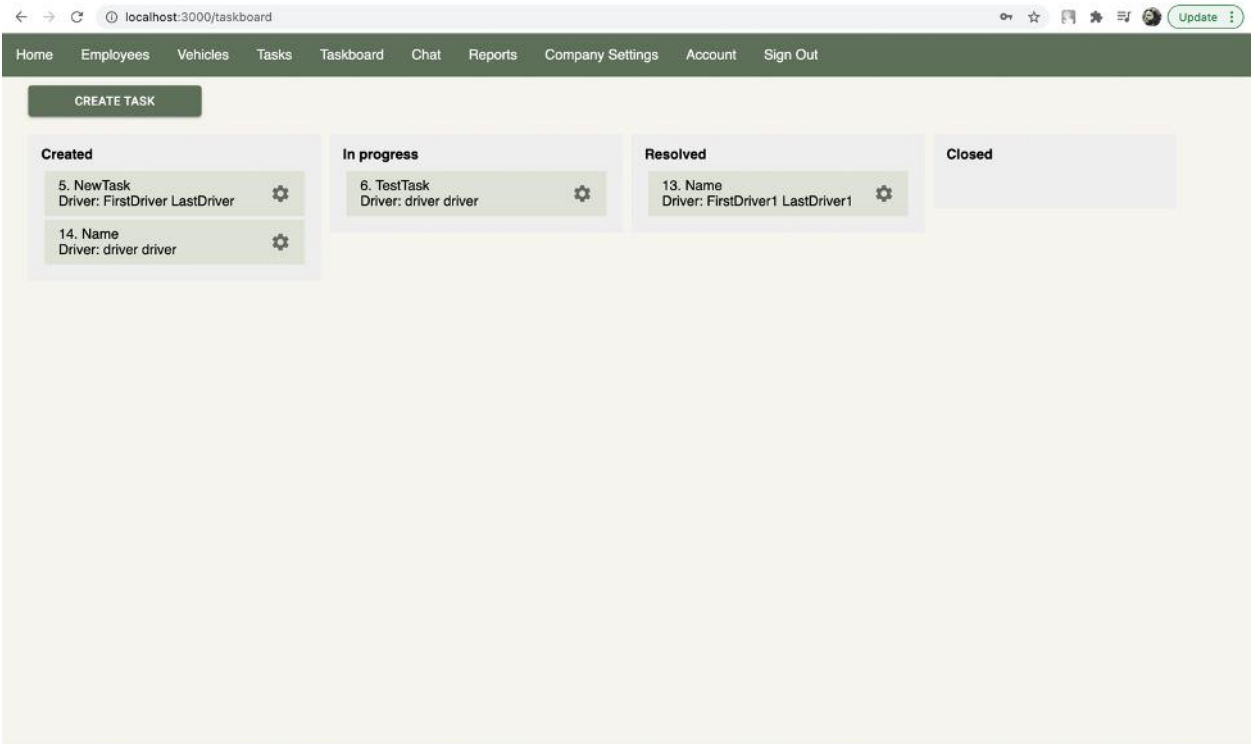 localhost:3000/taskboard
Update
Home Employees Vehicles Tasks Taskboard Chat Reports Company Settings Account Sign Out
CREATE TASK
Created
5. NewTask
Driver: FirstDriver LastDriver
14. Name
Driver: driver driver
In progress
6. TestTask
Driver: driver driver
Resolved
13. Name
Driver: FirstDriver1 LastDriver1
Closed